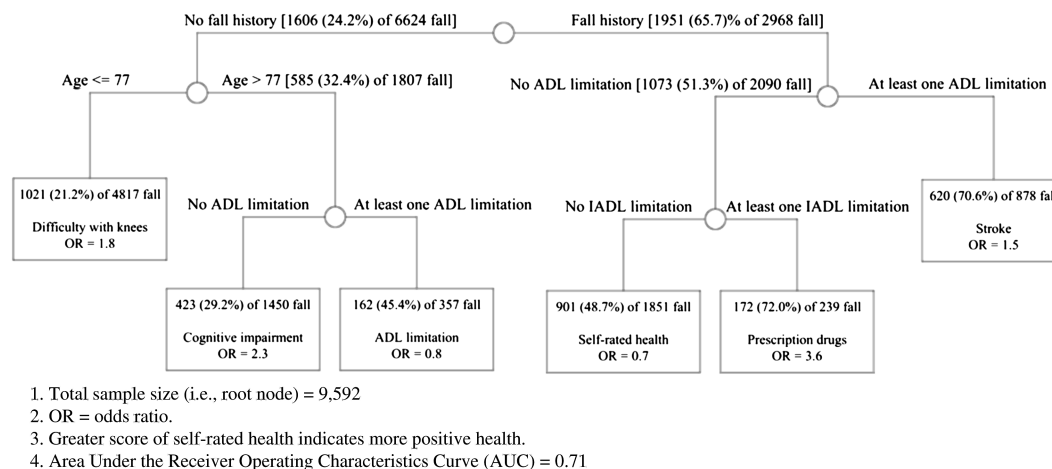 No fall history [1606 (24.2%) of 6624 fall]
Fall history [1951 (65.7)% of 2968 fall]
Age <= 77
Age > 77 [585 (32.4%) of 1807 fall]
No ADL limitation [1073 (51.3%) of 2090 fall]
At least one ADL limitation
1021 (21.2%) of 4817 fall
Difficulty with knees
OR = 1.8
No ADL limitation
At least one ADL limitation
No IADL limitation
At least one IADL limitation
620 (70.6%) of 878 fal
Stroke
OR = 1.5
423 (29.2%) of 1450 fall
Cognitive impairment
OR = 2.3
162 (45.4%) of 357 fall
ADL limitation
OR = 0.8
901 (48.7%) of 1851 fall
Self-rated health
OR = 0.7
172 (72.0%) of 239 fall
Prescription drugs
OR = 3.6
1. Total sample size (i.e., root node) = 9,592
2. OR = odds ratio.
3. Greater score of self-rated health indicates more positive health.
4. Area Under the Receiver Operating Characteristics Curve (AUC) = 0.71